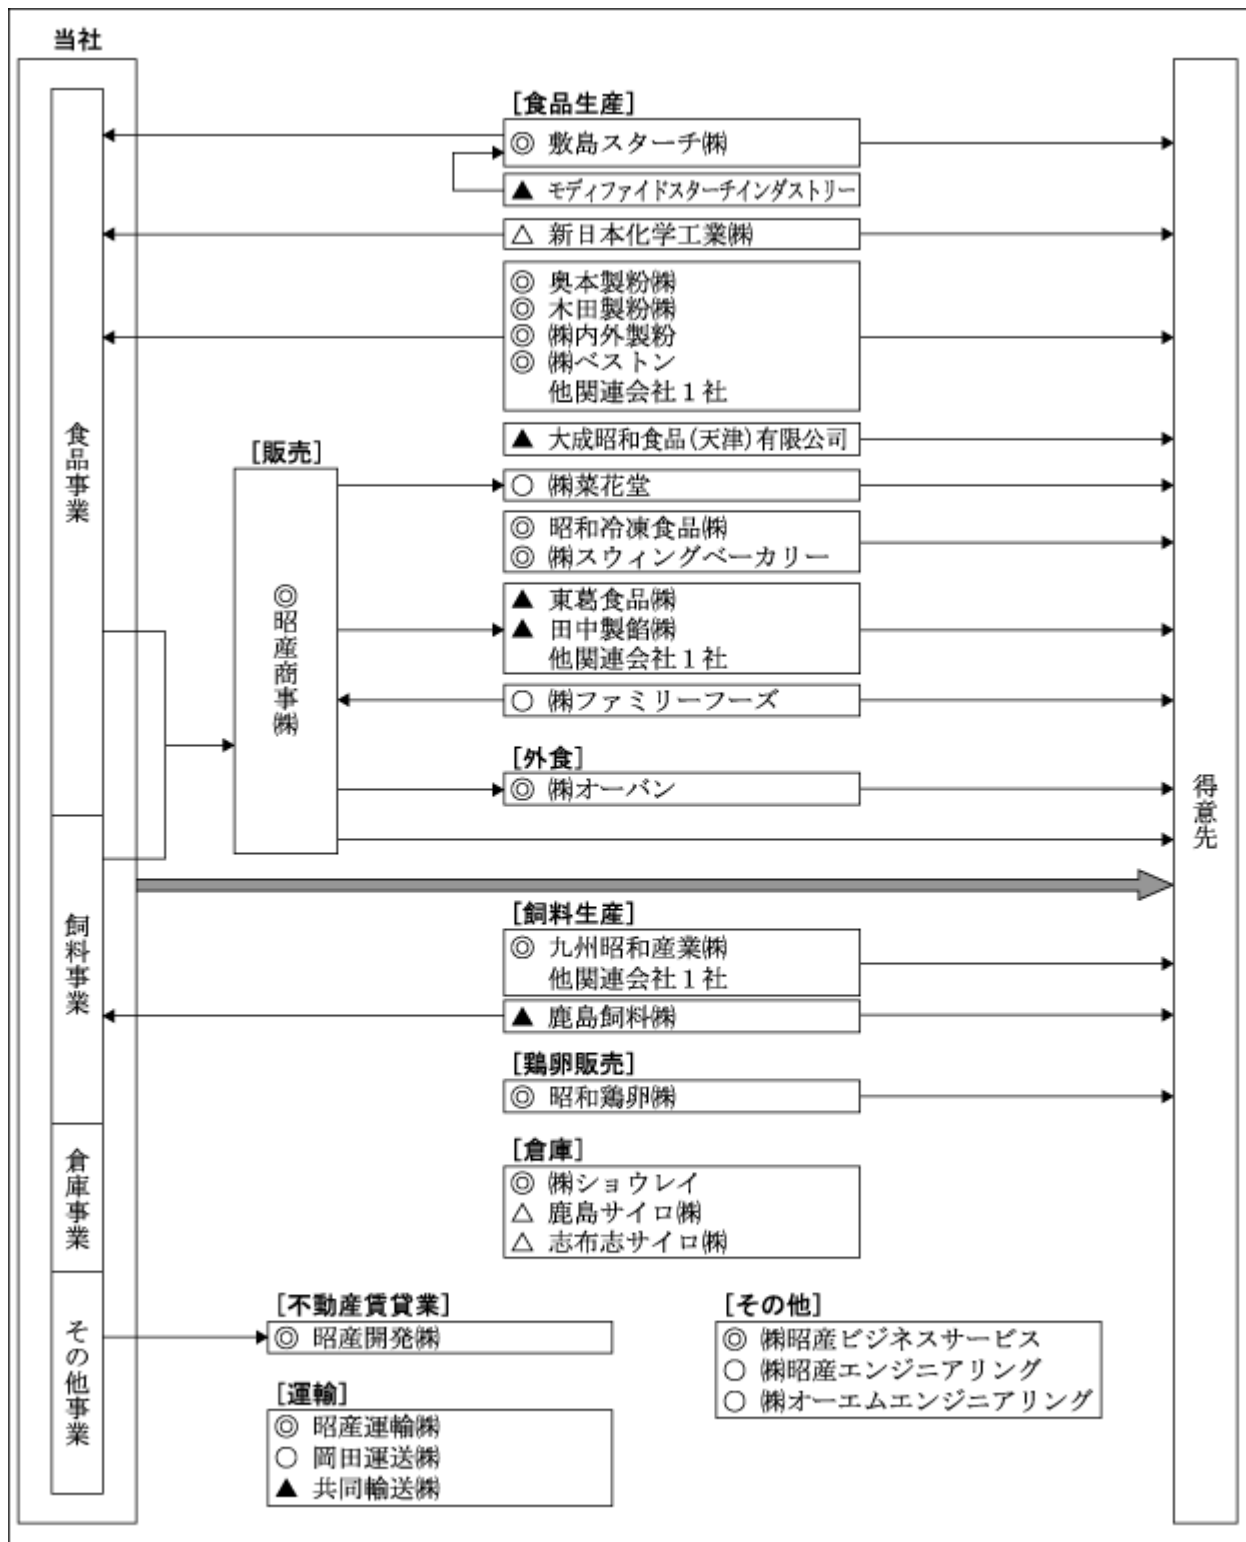 当社
[食品生産]
◎ 敷島スターチ㈱
▲ モディファイドスターチインダストリー
△ 新日本化学工業㈱
◎ 奥本製粉㈱
◎ 木田製粉㈱
◎ ㈱内外製粉
◎ ㈱ベストン
他関連会社1社
▲ 大成昭和食品(天津)有限公司
食品事業
[販売]
◎昭産商事㈱
○ ㈱菜花堂
◎ 昭和冷凍食品㈱
◎ ㈱スウィングベーカリー
▲ 東葛食品㈱
▲ 田中製餡㈱
他関連会社1社
○ ㈱ファミリーフーズ
[外食]
◎ ㈱オーバン
得意先
飼料事業
[飼料生産]
◎ 九州昭和産業㈱
他関連会社1社
▲ 鹿島飼料㈱
[鶏卵販売]
◎ 昭和鶏卵㈱
倉庫事業
[倉庫]
◎ ㈱ショウレイ
△ 鹿島サイロ㈱
△ 志布志サイロ㈱
その他事業
[不動産賃貸業]
◎ 昭産開発㈱
[運輸]
◎ 昭産運輸㈱
○ 岡田運送㈱
▲ 共同輸送㈱
[その他]
◎ ㈱昭産ビジネスサービス
○ ㈱昭産エンジニアリング
○ ㈱オーエムエンジニアリング